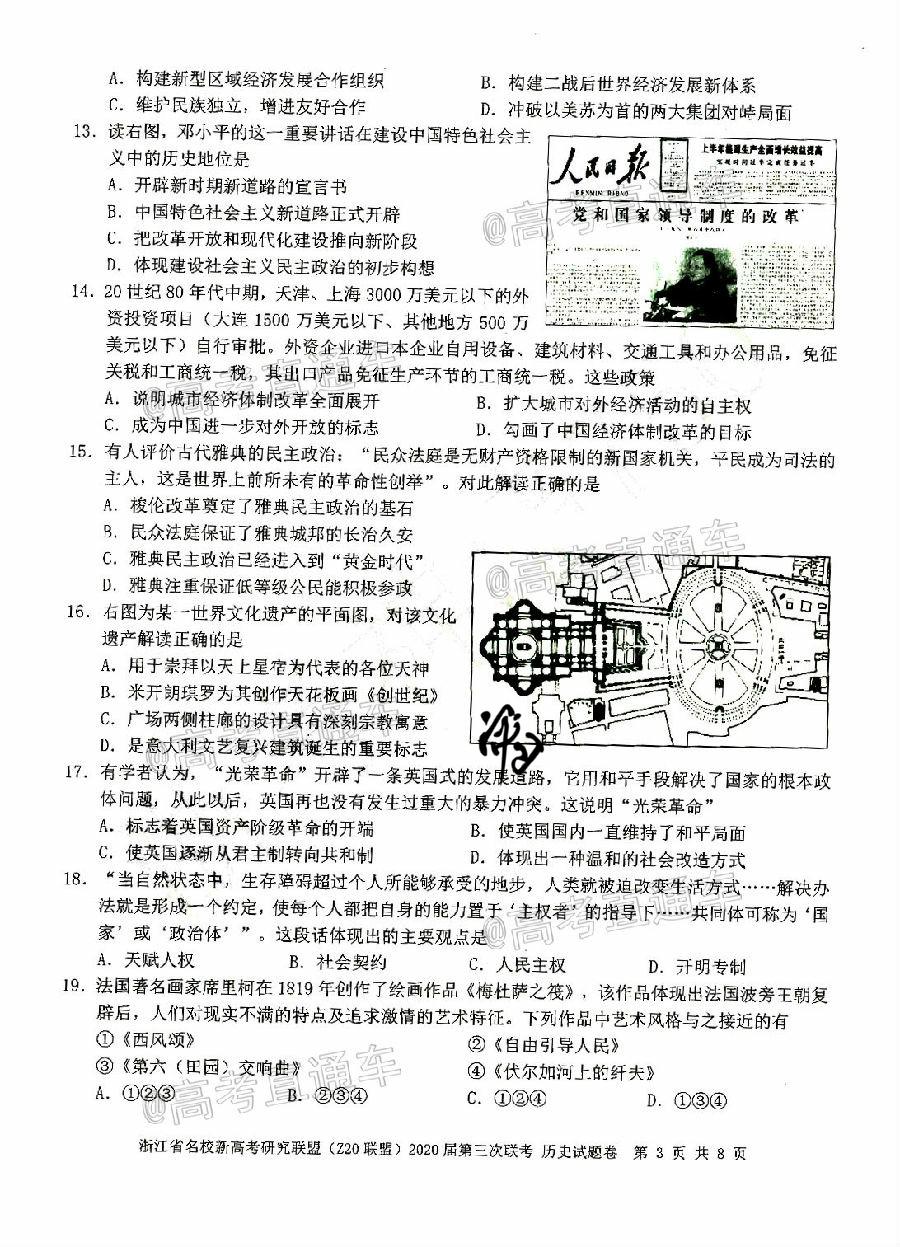 A. 构建新型区域经济发展合作组织 B. 构建二战后世界经济发展新体系
C. 维护民族独立，增进友好合作 D. 冲破以美苏为首的两大集团对峙局面
13. 读右图，邓小平的这一重要讲话在建设中国特色社会主
义中的历史地位是
A. 开辟新时期新道路的宣言书
B. 中国特色社会主义新道路正式开辟
C. 把改革开放和现代化建设推向新阶段
D. 体现建设社会主义民主政治的初步构想
人民日报
RENMIN RIBAO
上半年能源生产全面增长效益提高
党和国家领导制度的改革
14. 20世纪80年代中期，天津、上海3000万美元以下的外
资投资项目（大连1500万美元以下、其他地方500万
美元以下）自行审批。外资企业进口本企业自用设备、建筑材料、交通工具和办公用品，免征
关税和工商统一税，其出口产品免征生产环节的工商统一税。这些政策
A. 说明城市经济体制改革全面展开 B. 扩大城市对外经济活动的自主权
C. 成为中国进一步对外开放的标志 D. 勾画了中国经济体制改革的目标
15. 有人评价古代雅典的民主政治：“民众法庭是无财产资格限制的新国家机关，平民成为司法的
主人，这是世界上前所未有的革命性创举”。对此解读正确的是
A. 梭伦改革奠定了雅典民主政治的基石
B. 民众法庭保证了雅典城邦的长治久安
C. 雅典民主政治已经进入到“黄金时代”
D. 雅典注重保证低等级公民能积极参政
16. 右图为某一世界文化遗产的平面图，对该文化
遗产解读正确的是
A. 用于崇拜以天上星宿为代表的各位天神
B. 米开朗琪罗为其创作天花板画《创世纪》
C. 广场两侧柱廊的设计具有深刻宗教寓意
D. 是意大利文艺复兴建筑诞生的重要标志
17. 有学者认为，“光荣革命”开辟了一条英国式的发展道路，它用和平手段解决了国家的根本政
体问题，从此以后，英国再也没有发生过重大的暴力冲突。这说明“光荣革命”
A. 标志着英国资产阶级革命的开端 B. 使英国国内一直维持了和平局面
C. 使英国逐渐从君主制转向共和制 D. 体现出一种温和的社会改造方式
18. “当自然状态中，生存障碍超过个人所能够承受的地步，人类就被迫改变生活方式……解决办
法就是形成一个约定，使每个人都把自身的能力置于‘主权者’的指导下……共同体可称为‘国
家’或‘政治体’”。这段话体现出的主要观点是
A. 天赋人权 B. 社会契约 C. 人民主权 D. 开明专制
19. 法国著名画家席里柯在1819年创作了绘画作品《梅杜萨之筏》，该作品体现出法国波旁王朝复
辟后，人们对现实不满的特点及追求激情的艺术特征。下列作品中艺术风格与之接近的有
①《西风颂》 ②《自由引导人民》
③《第六（田园）交响曲》 ④《伏尔加河上的纤夫》
A. ①②③ B. ②③④ C. ①②④ D. ①③④
浙江省名校新高考研究联盟（Z20联盟）2020届第三次联考 历史试题卷 第 3 页 共 8 页
@高考直通车
@高考直通车
@高考直通车
@高考直通车
@高考直通车
@高考直通车